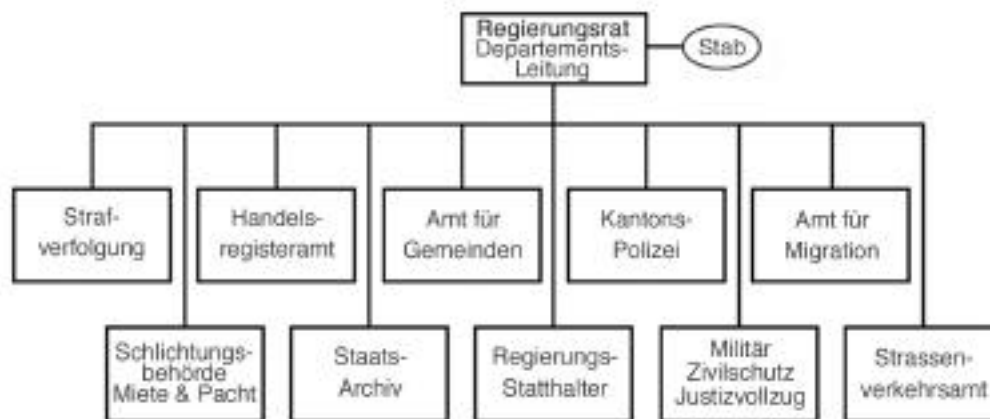 Regierungsrat
Departements-
Leitung
Stab
Straf-
verfolgung
Handels-
registeramt
Amt für
Gemeinden
Kantons-
Polizei
Amt für
Migration
Schlichtungs-
behörde
Miete & Pacht
Staats-
Archiv
Regierungs-
Statthalter
Militär
Zivilschutz
Justizvollzug
Strassen-
verkehrsamt